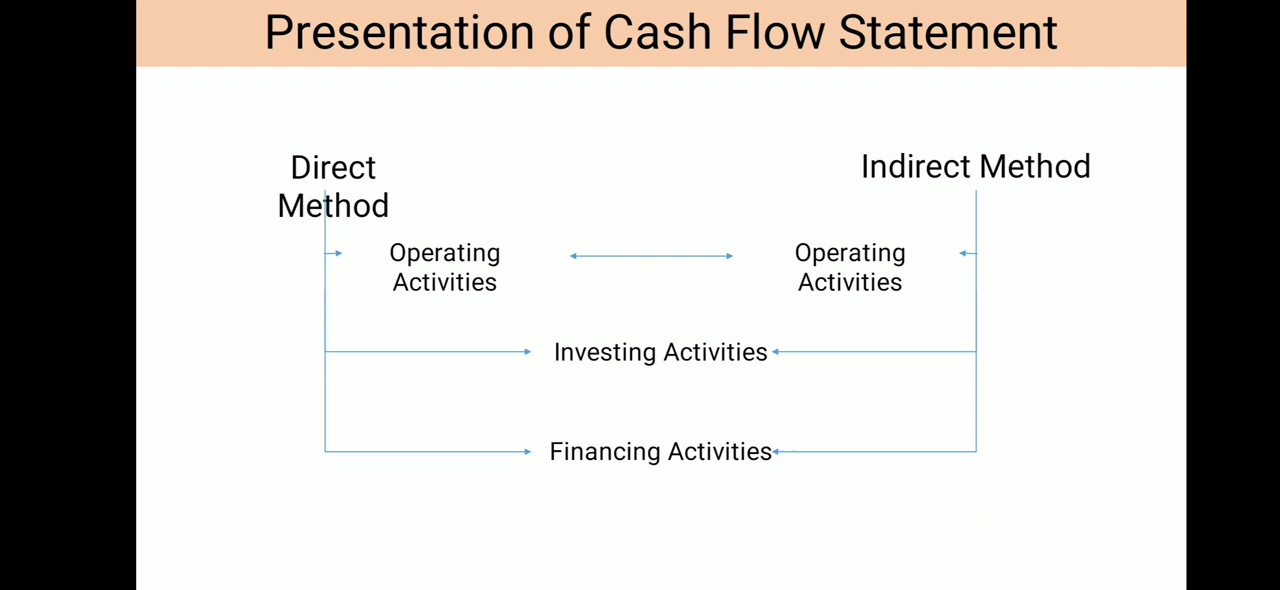 Presentation of Cash Flow Statement
Direct
Method
Indirect Method
Operating
Activities
Operating
Activities
Investing Activities
Financing Activities